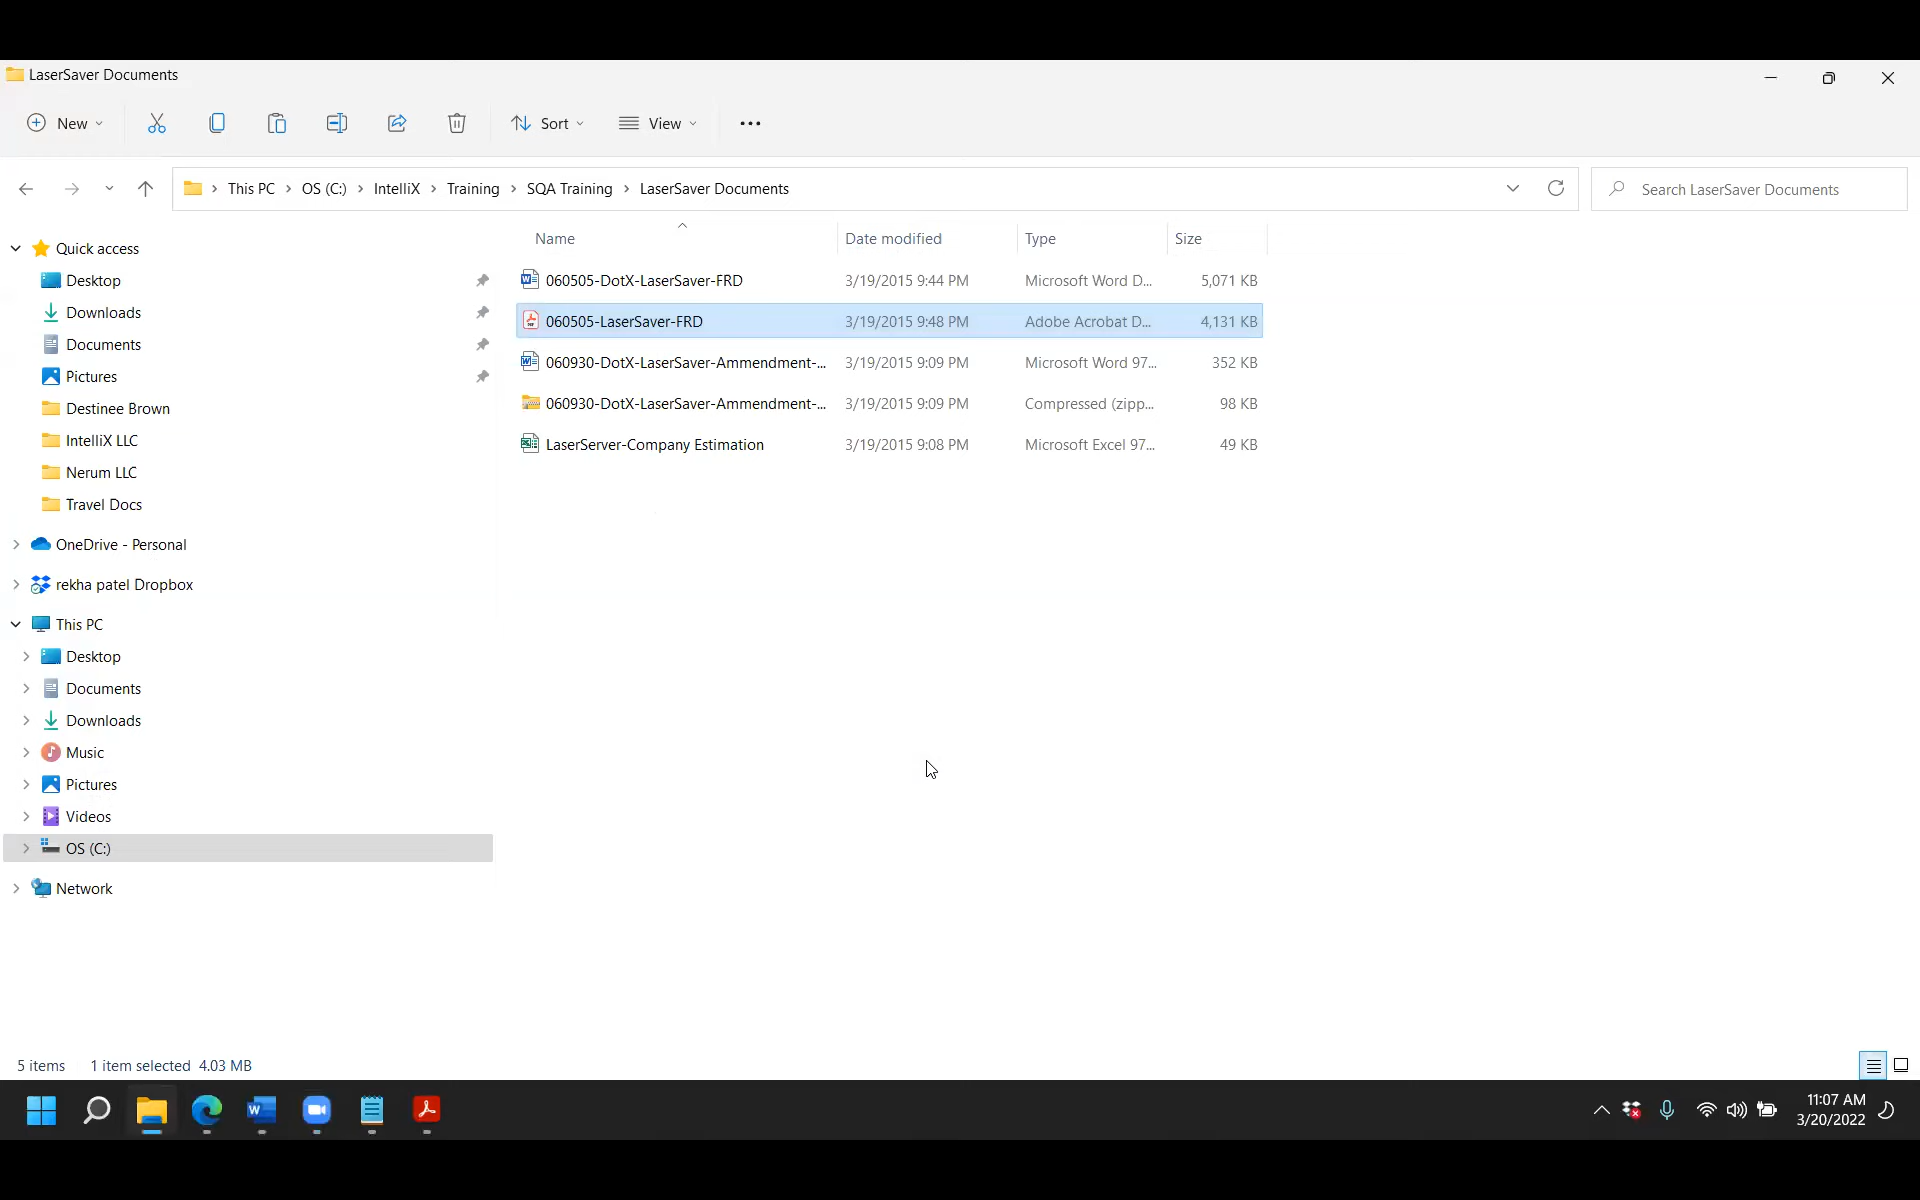 LaserSaver Documents
New
Sort
View
This PC > OS (C:) > IntelliX > Training > SQA Training > LaserSaver Documents
Search LaserSaver Documents
Name Date modified Type Size
060505-DotX-LaserSaver-FRD 3/19/2015 9:44 PM Microsoft Word D... 5,071 KB
060505-LaserSaver-FRD 3/19/2015 9:48 PM Adobe Acrobat D... 4,131 KB
060930-DotX-LaserSaver-Ammendment-... 3/19/2015 9:09 PM Microsoft Word 97... 352 KB
060930-DotX-LaserSaver-Ammendment-... 3/19/2015 9:09 PM Compressed (zipp... 98 KB
LaserServer-Company Estimation 3/19/2015 9:08 PM Microsoft Excel 97... 49 KB
Quick access
Desktop
Downloads
Documents
Pictures
Destinee Brown
IntelliX LLC
Nerum LLC
Travel Docs
OneDrive - Personal
rekha patel Dropbox
This PC
Desktop
Documents
Downloads
Music
Pictures
Videos
OS (C:)
Network
5 items 1 item selected 4.03 MB
11:07 AM
3/20/2022